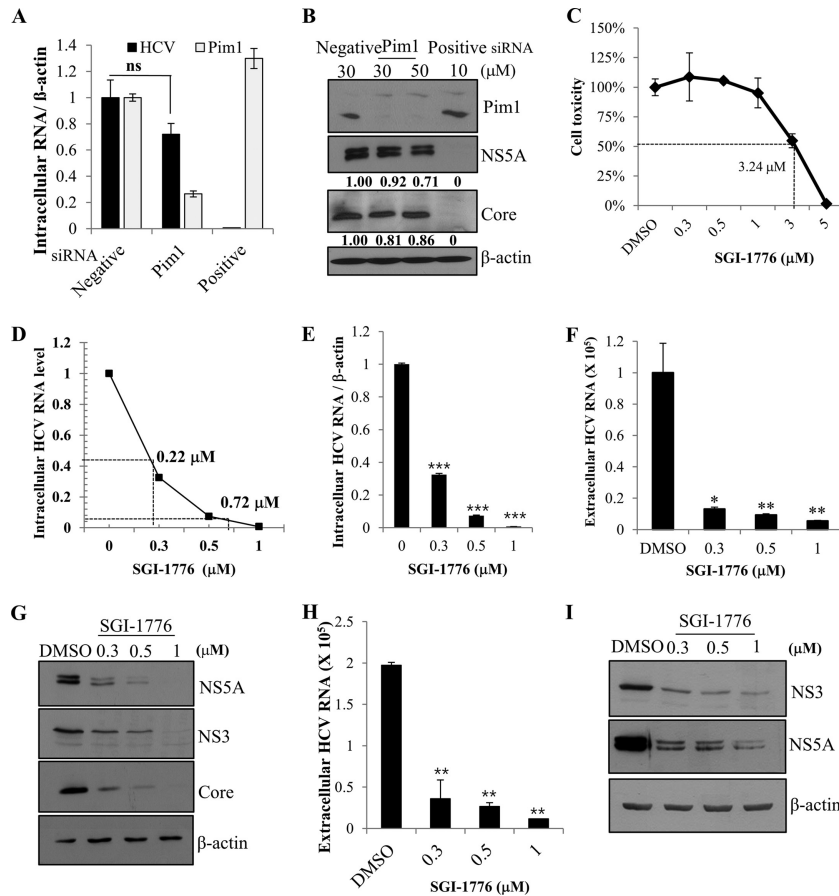 A
Intracellular RNA/ ß-actin
1.4
1.2
1
0.8
0.6
0.4
0.2
0
HCV Pim1
ns
siRNA
Negative Pim1 Positive
B
Negative Pim1 Positive siRNA
30 30 50 10 (μM)
Pim1
NS5A
1.00 0.92 0.71 0
Core
1.00 0.81 0.86 0
β-actin
C
Cell toxicity
150%
125%
100%
75%
50%
25%
0%
3.24 μM
DMSO 0.3 0.5 1 3 5
SGI-1776 (μM)
D
Intracellular HCV RNA level
1.2
1
0.8
0.6
0.4
0.2
0
0.22 μM
0.72 μM
0 0.3 0.5 1
SGI-1776 (μM)
E
Intracelluar HCV RNA / β-actin
1.2
1
0.8
0.6
0.4
0.2
0
*** *** ***
0 0.3 0.5 1
SGI-1776 (μM)
F
Extracellular HCV RNA (X 10⁵)
1.2
1
0.8
0.6
0.4
0.2
0
* ** **
DMSO 0.3 0.5 1
SGI-1776 (μM)
G
SGI-1776
DMSO 0.3 0.5 1 (μM)
NS5A
NS3
Core
β-actin
H
Extracellular HCV RNA (X 10⁵)
2.5
2
1.5
1
0.5
0
** ** **
DMSO 0.3 0.5 1
SGI-1776 (μM)
I
SGI-1776
DMSO 0.3 0.5 1 (μM)
NS3
NS5A
β-actin